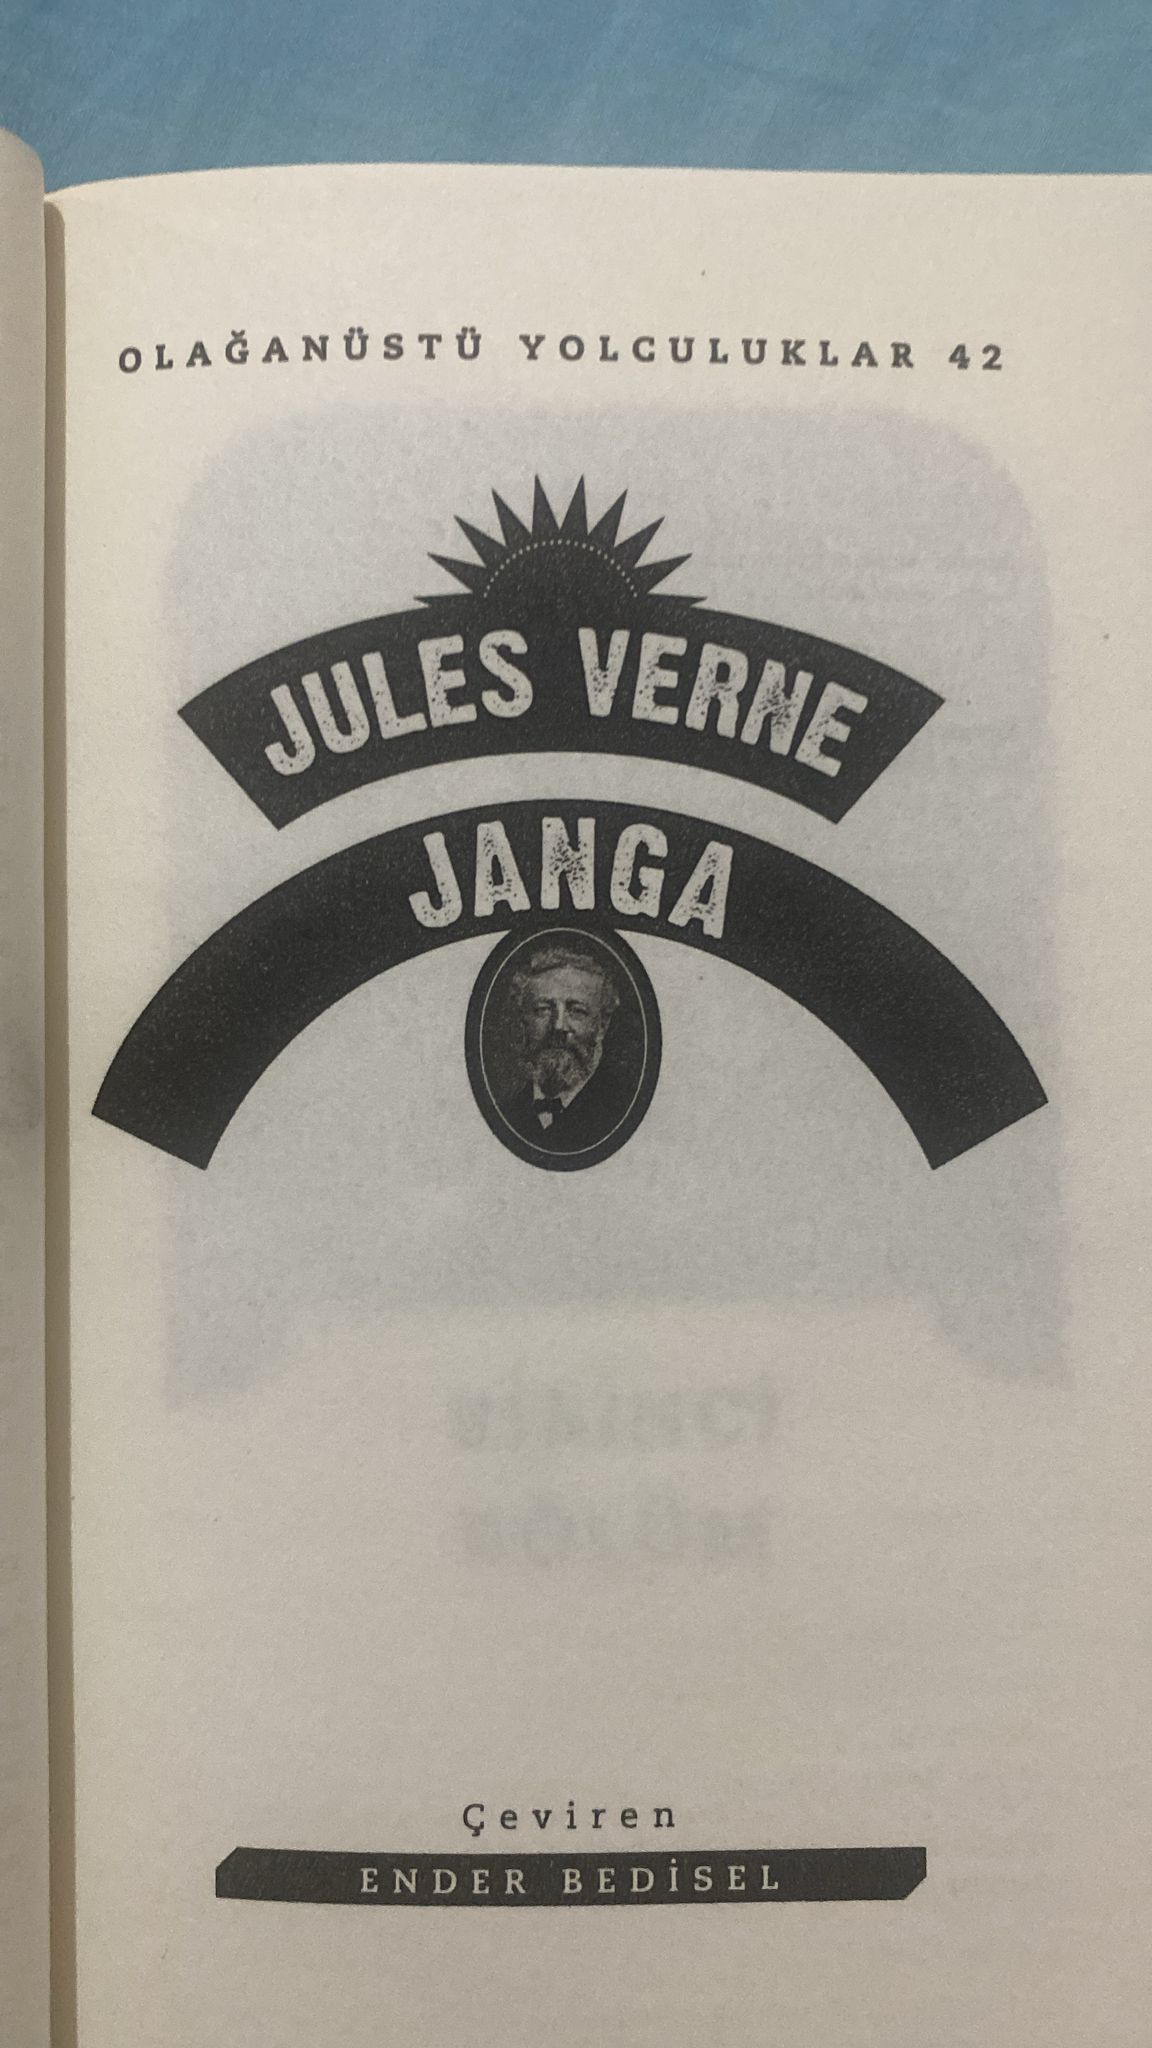 OLAĞANÜSTÜ YOLCULUKLAR 42
JULES VERNE
JANGA
Çeviren
ENDER BEDİSEL